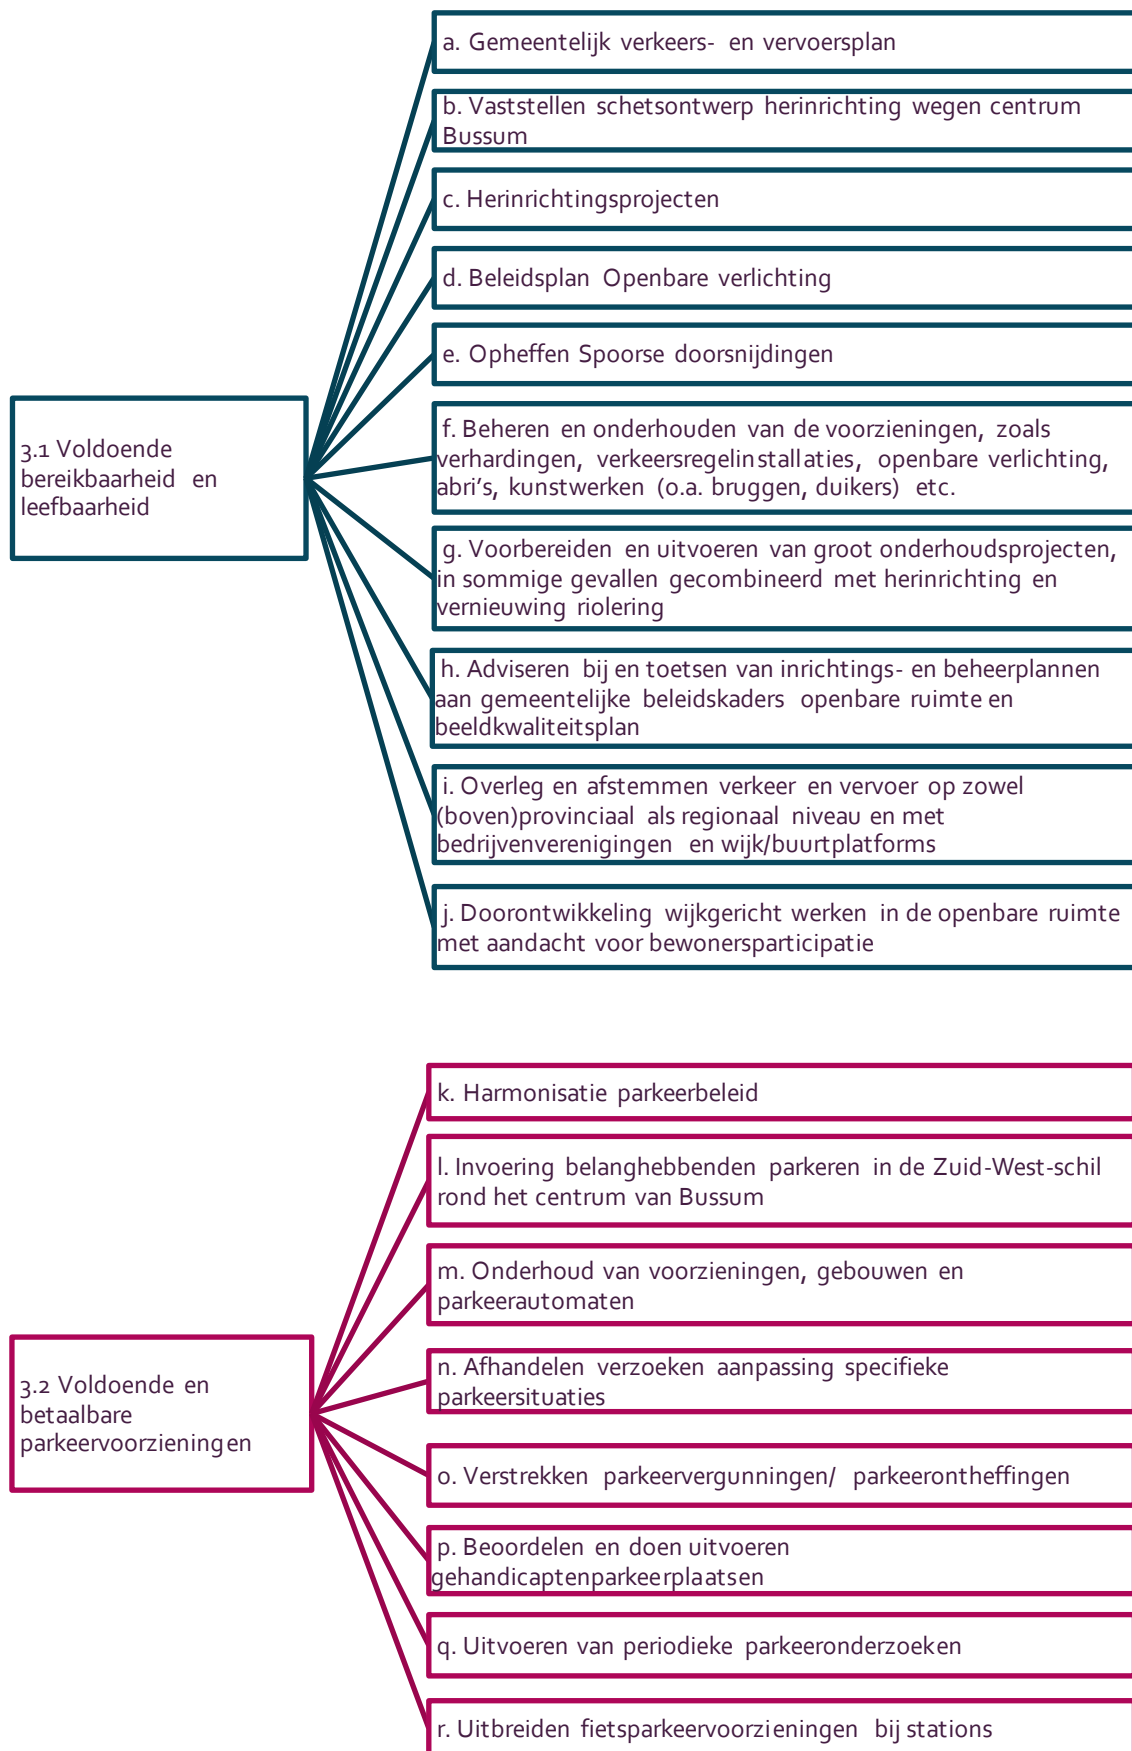 a. Gemeentelijk verkeers- en vervoersplan
b. Vaststellen schetsontwerp herinrichting wegen centrum
Bussum
c. Herinrichtingsprojecten
d. Beleidsplan Openbare verlichting
e. Opheffen Spoorse doorsnijdingen
3.1 Voldoende
bereikbaarheid en
leefbaarheid
f. Beheren en onderhouden van de voorzieningen, zoals
verhardingen, verkeersregelinstallaties, openbare verlichting,
abri's, kunstwerken (o.a. bruggen, duikers) etc.
g. Voorbereiden en uitvoeren van groot onderhoudsprojecten,
in sommige gevallen gecombineerd met herinrichting en
vernieuwing riolering
h. Adviseren bij en toetsen van inrichtings- en beheerplannen
aan gemeentelijke beleidskaders openbare ruimte en
beeldkwaliteitsplan
i. Overleg en afstemmen verkeer en vervoer op zowel
(boven)provinciaal als regionaal niveau en met
bedrijvenverenigingen en wijk/buurtplatforms
j. Doorontwikkeling wijkgericht werken in de openbare ruimte
met aandacht voor bewonersparticipatie
k. Harmonisatie parkeerbeleid
l. Invoering belanghebbenden parkeren in de Zuid-West-schil
rond het centrum van Bussum
m. Onderhoud van voorzieningen, gebouwen en
parkeerautomaten
3.2 Voldoende en
betaalbare
parkeervoorzieningen
n. Afhandelen verzoeken aanpassing specifieke
parkeersituaties
o. Verstrekken parkeervergunningen/ parkeerontheffingen
p. Beoordelen en doen uitvoeren
gehandicaptenparkeerplaatsen
q. Uitvoeren van periodieke parkeeronderzoeken
r. Uitbreiden fietsparkeervoorzieningen bij stations